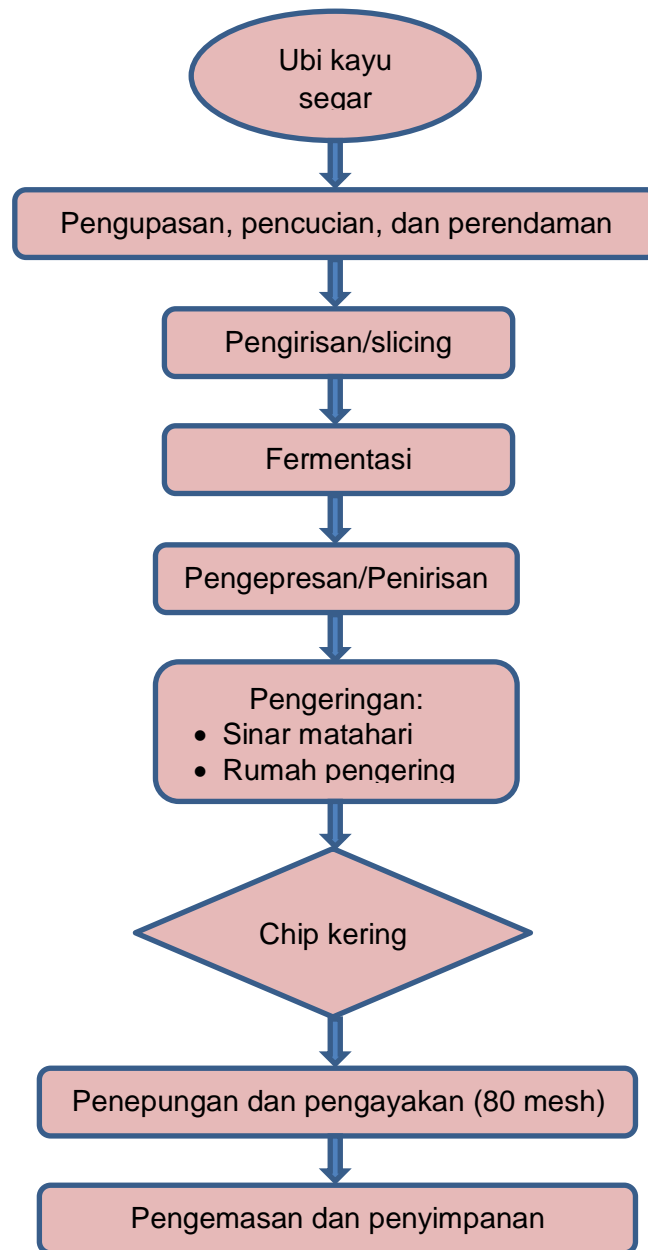 Ubi kayu
segar
Pengupasan, pencucian, dan perendaman
Pengirisan/slicing
Fermentasi
Pengepresan/Penirisan
Pengeringan:
• Sinar matahari
• Rumah pengering
Chip kering
Penepungan dan pengayakan (80 mesh)
Pengemasan dan penyimpanan